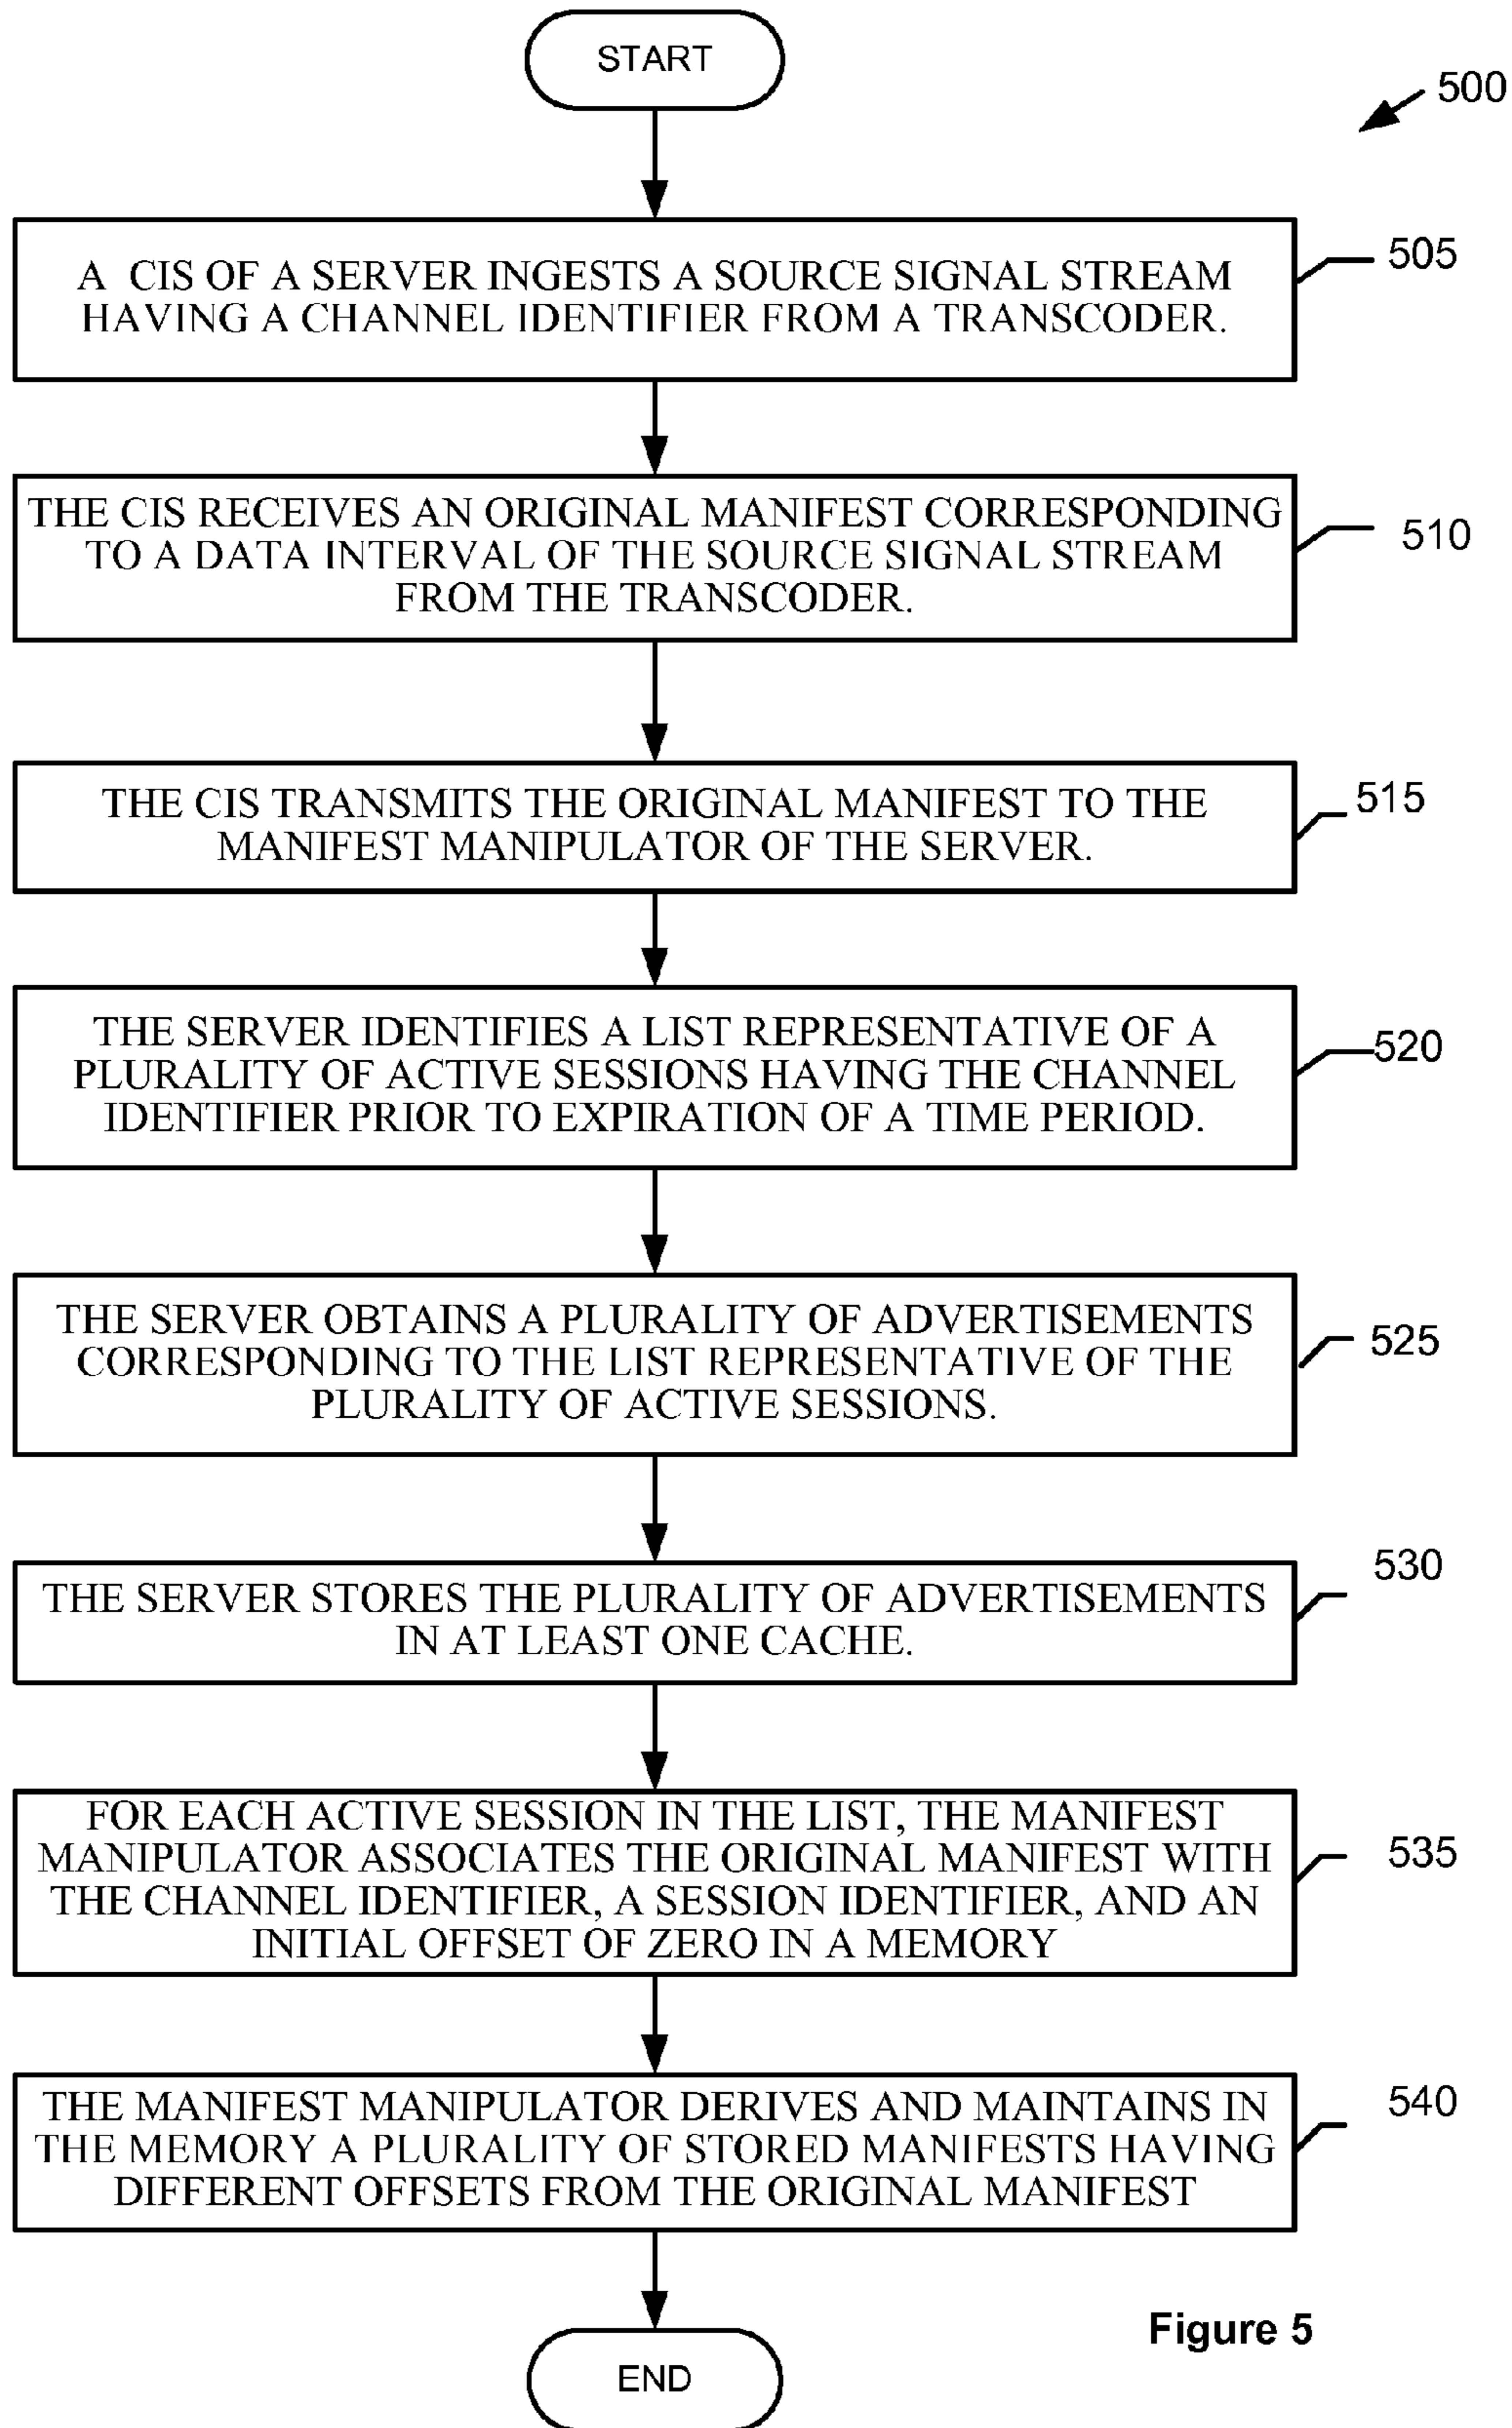 START
500
A CIS OF A SERVER INGESTS A SOURCE SIGNAL STREAM
HAVING A CHANNEL IDENTIFIER FROM A TRANSCODER.
505
THE CIS RECEIVES AN ORIGINAL MANIFEST CORRESPONDING
TO A DATA INTERVAL OF THE SOURCE SIGNAL STREAM
FROM THE TRANSCODER.
510
THE CIS TRANSMITS THE ORIGINAL MANIFEST TO THE
MANIFEST MANIPULATOR OF THE SERVER.
515
THE SERVER IDENTIFIES A LIST REPRESENTATIVE OF A
PLURALITY OF ACTIVE SESSIONS HAVING THE CHANNEL
IDENTIFIER PRIOR TO EXPIRATION OF A TIME PERIOD.
520
THE SERVER OBTAINS A PLURALITY OF ADVERTISEMENTS
CORRESPONDING TO THE LIST REPRESENTATIVE OF THE
PLURALITY OF ACTIVE SESSIONS.
525
THE SERVER STORES THE PLURALITY OF ADVERTISEMENTS
IN AT LEAST ONE CACHE.
530
FOR EACH ACTIVE SESSION IN THE LIST, THE MANIFEST
MANIPULATOR ASSOCIATES THE ORIGINAL MANIFEST WITH
THE CHANNEL IDENTIFIER, A SESSION IDENTIFIER, AND AN
INITIAL OFFSET OF ZERO IN A MEMORY
535
THE MANIFEST MANIPULATOR DERIVES AND MAINTAINS IN
THE MEMORY A PLURALITY OF STORED MANIFESTS HAVING
DIFFERENT OFFSETS FROM THE ORIGINAL MANIFEST
540
Figure 5
END